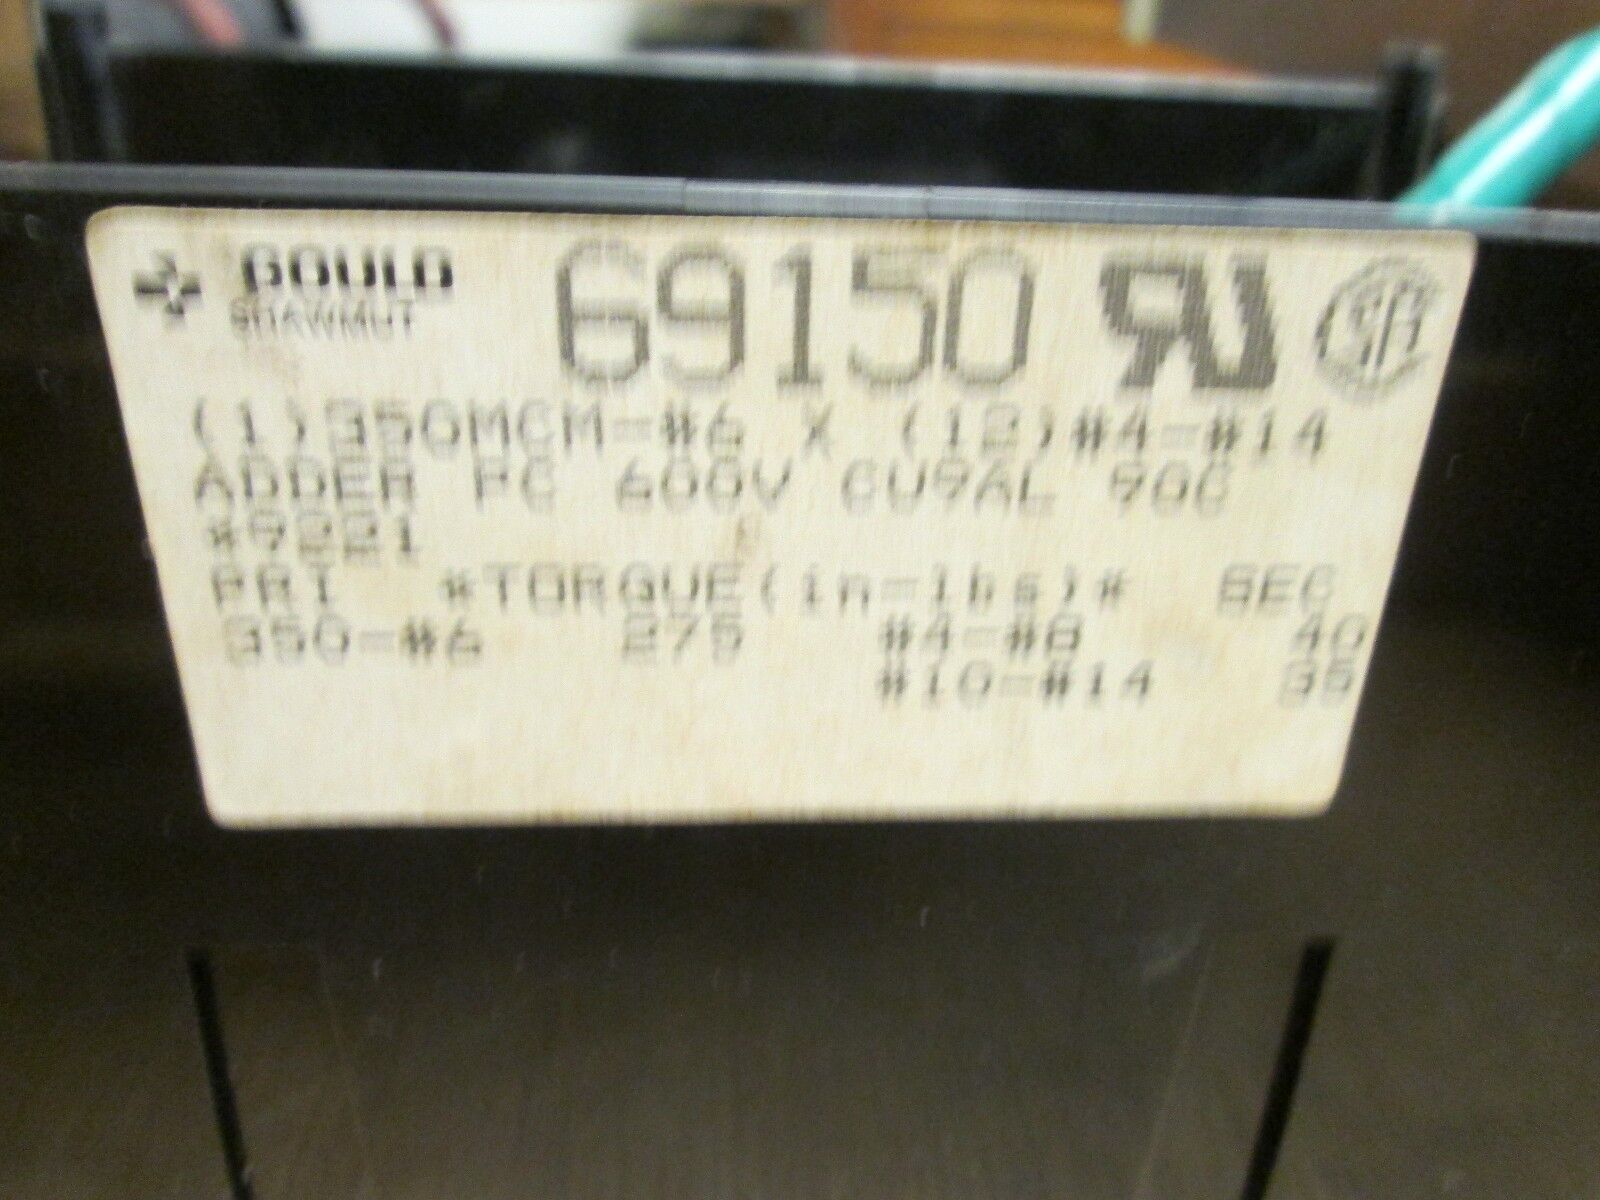 GOULD
SHAWMUT
69150
(1)350MCM-#6 X (12)#4-#14
ADDER PC 600V CU9AL 90C
*9221
PRI *TORQUE(in-lbs)* SEC
350-#6 275 #4-#8 40
#10-#14 35